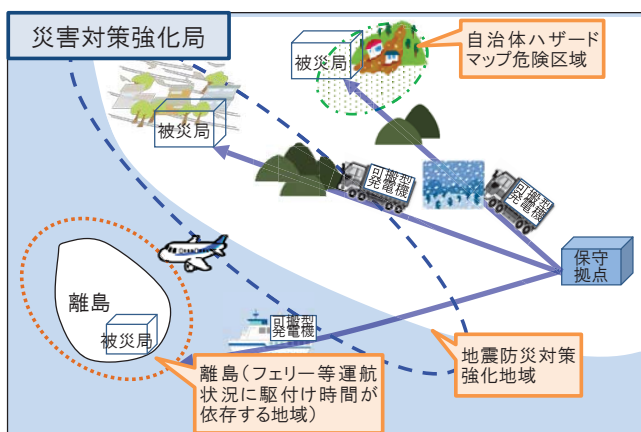 災害対策強化局
被災局
自治体ハザード
マップ危険区域
被災局
可搬型
発電機
可搬型
発電機
保守
拠点
離島
被災局
可搬型
発電機
地震防災対策
強化地域
離島(フェリー等運航
状況に駆付け時間が
依存する地域)